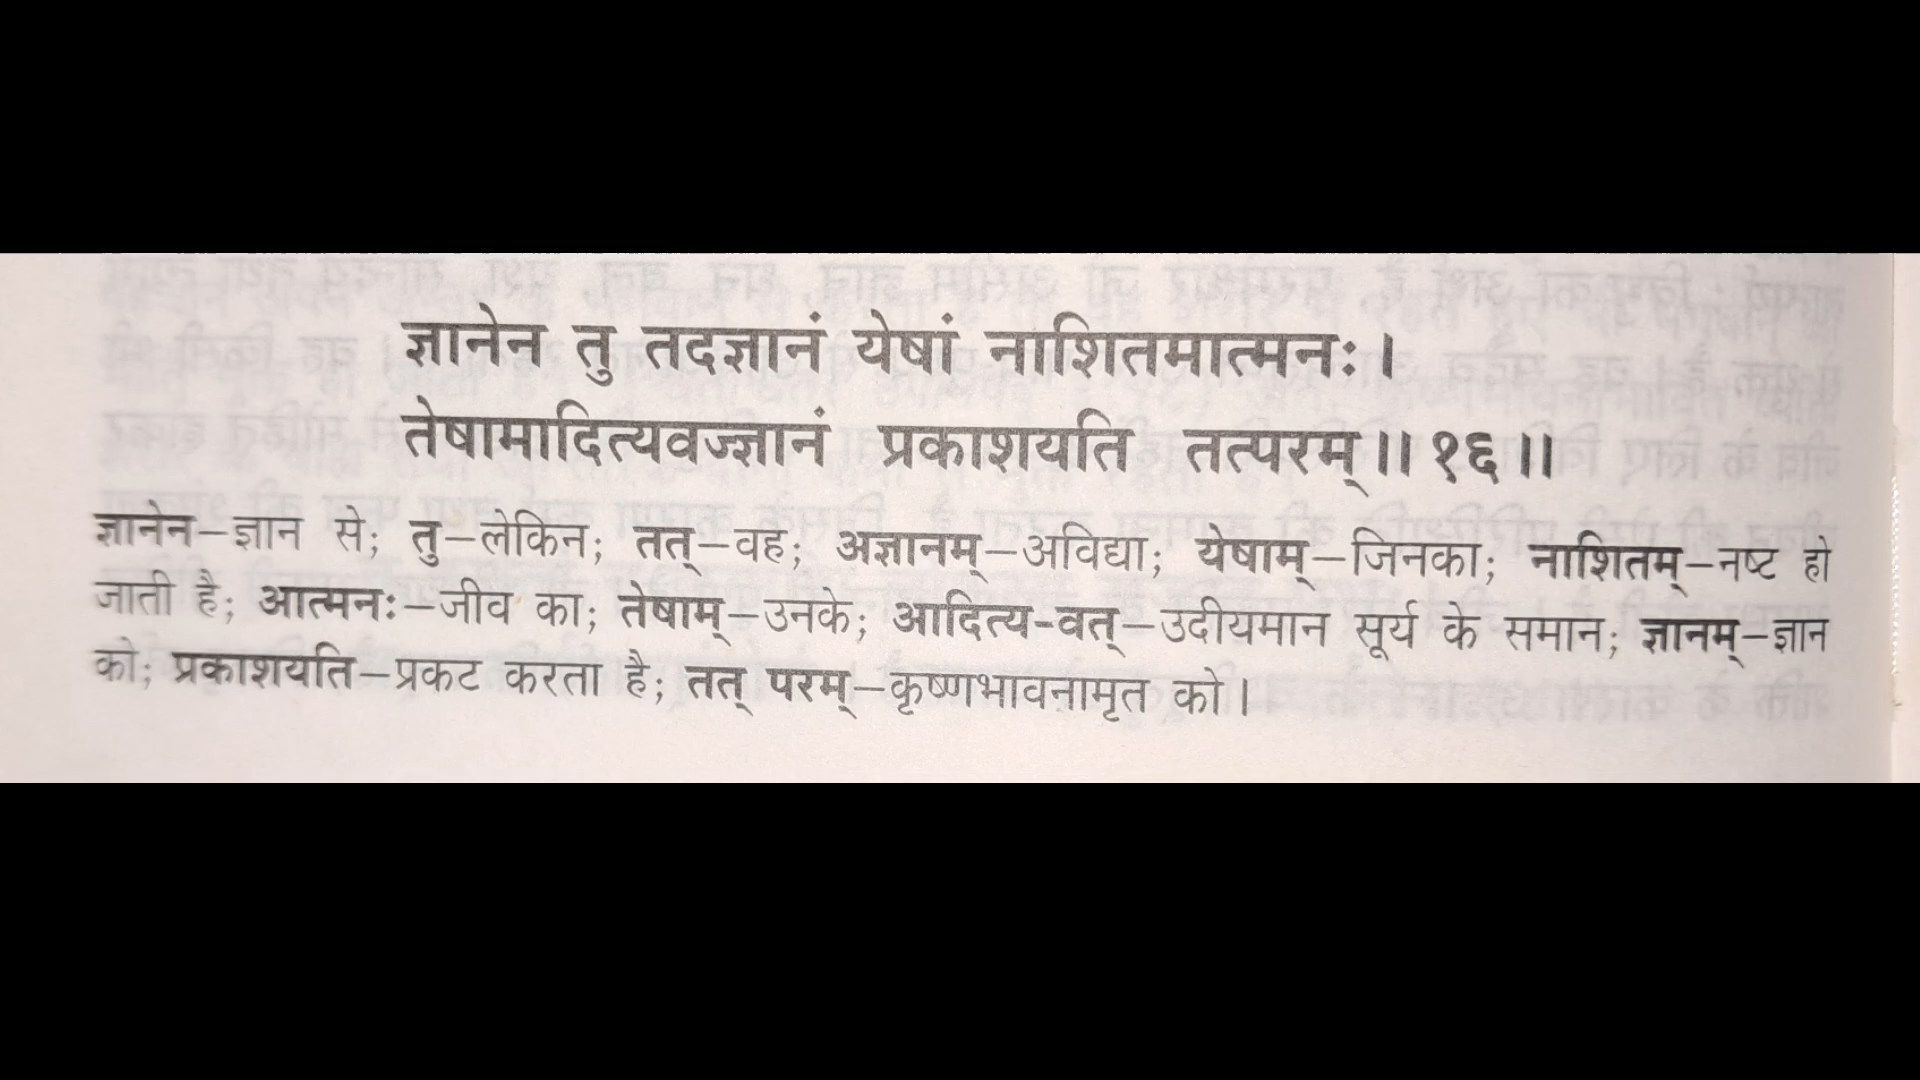 ज्ञानेन तु तदज्ञानं येषां नाशितमात्मनः।
तेषामादित्यवज्ज्ञानं प्रकाशयति तत्परम्॥१६॥
ज्ञानेन—ज्ञान से; तु—लेकिन; तत्—वह; अज्ञानम्—अविद्या; येषाम्—जिनका; नाशितम्—नष्ट हो
जाती है; आत्मनः—जीव का; तेषाम्—उनके; आदित्य-वत्—उदीयमान सूर्य के समान; ज्ञानम्—ज्ञान
को; प्रकाशयति—प्रकट करता है; तत् परम्—कृष्णभावनामृत को।